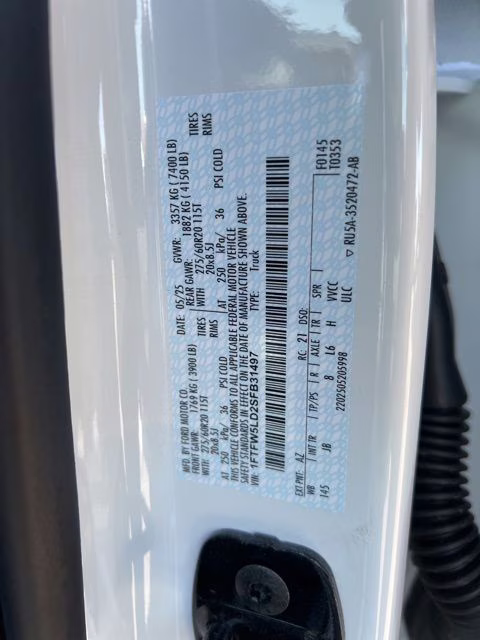 MFD. BY FORD MOTOR CO. DATE: 05/25 GVWR: 3357 KG ( 7400 LB)
FRONT GAWR: 1769 KG ( 3900 LB) REAR GAWR: 1882 KG ( 4150 LB)
WITH: 275/60R20 115T TIRES WITH 275/60R20 115T TIRES
20x8.5J RIMS 20x8.5J RIMS
AT 250 kPa/ 36 PSI COLD AT 250 kPa/ 36 PSI COLD
THIS VEHICLE CONFORMS TO ALL APPLICABLE FEDERAL MOTOR VEHICLE
SAFETY STANDARDS IN EFFECT ON THE DATE OF MANUFACTURE SHOWN ABOVE.
VIN: 1FTFW5LD2SFB31497 TYPE: Truck
F0145
T0353
EXT PNT: AZ RC: 21 DSO:
WB INT TR TP/PS R AXLE TR SPR
145 JB 8 L6 H VVCC
2202505205998 ULC
▽ RU5A-3520472-AB